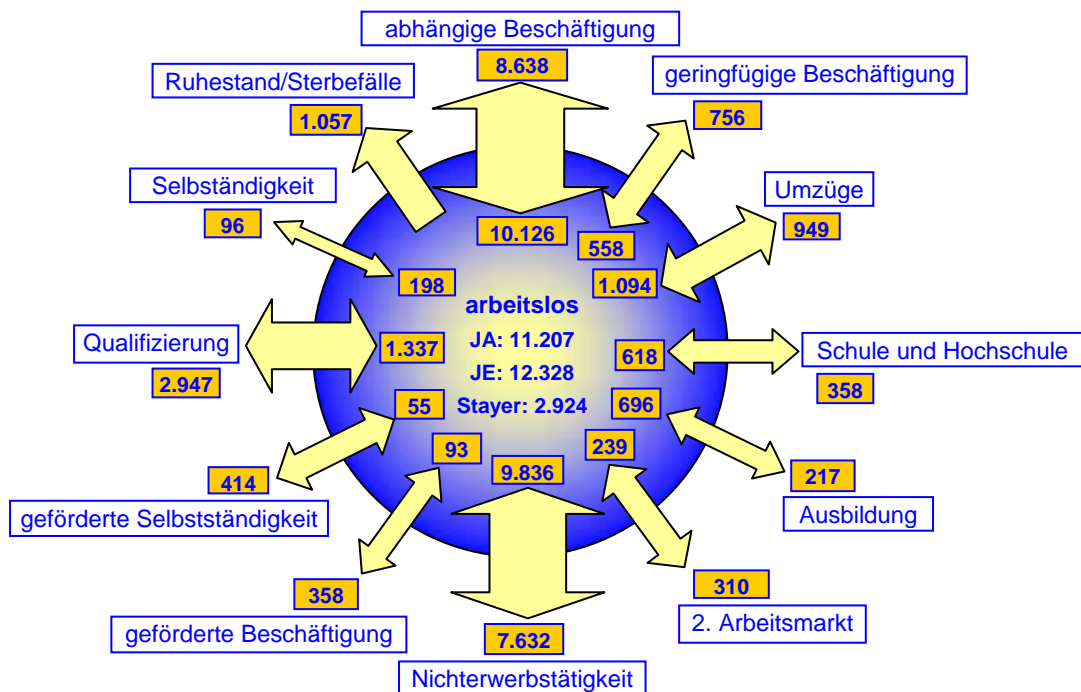 abhängige Beschäftigung
8.638
Ruhestand/Sterbefälle
1.057
geringfügige Beschäftigung
756
Selbständigkeit
96
Umzüge
949
10.126
558
198
1.094
arbeitslos
JA: 11.207
JE: 12.328
Stayer: 2.924
Qualifizierung
2.947
1.337
618
Schule und Hochschule
358
55
696
93
239
9.836
414
geförderte Selbstständigkeit
217
Ausbildung
358
geförderte Beschäftigung
310
2. Arbeitsmarkt
7.632
Nichterwerbstätigkeit